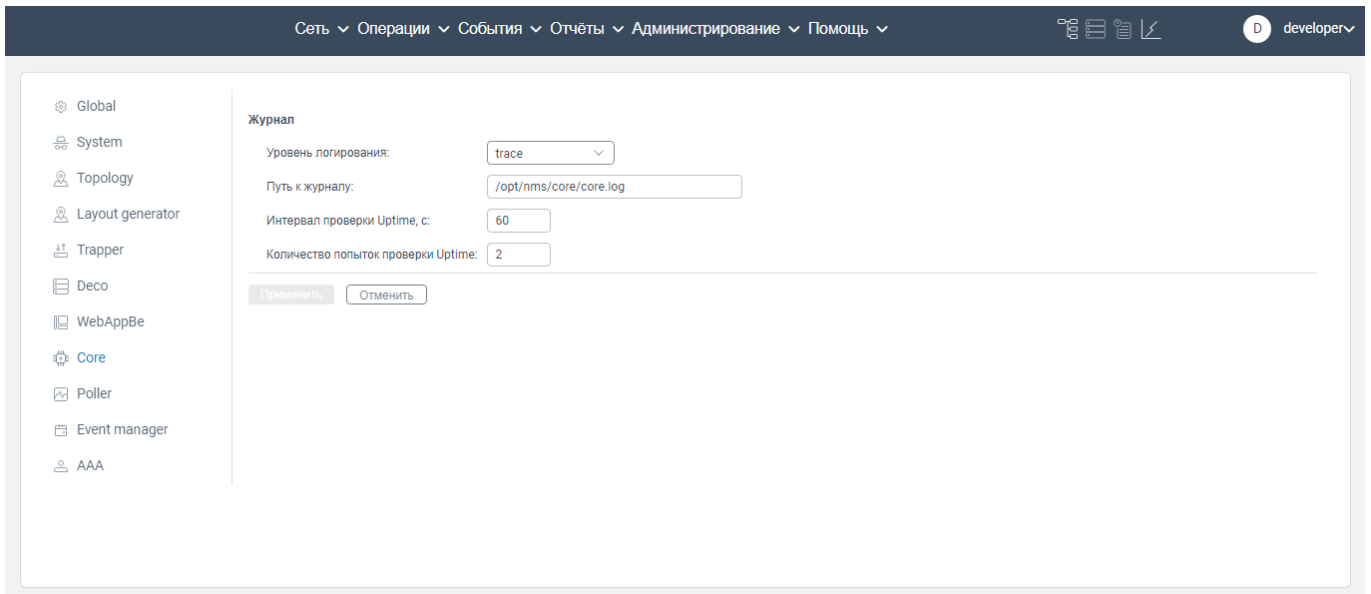 Сеть Операции События Отчёты Администрирование Помощь D developer
Global
System
Topology
Layout generator
Trapper
Deco
WebAppBe
Core
Poller
Event manager
AAA
Журнал
Уровень логирования: trace
Путь к журналу: /opt/nms/core/core.log
Интервал проверки Uptime, с: 60
Количество попыток проверки Uptime: 2
Применить Отменить